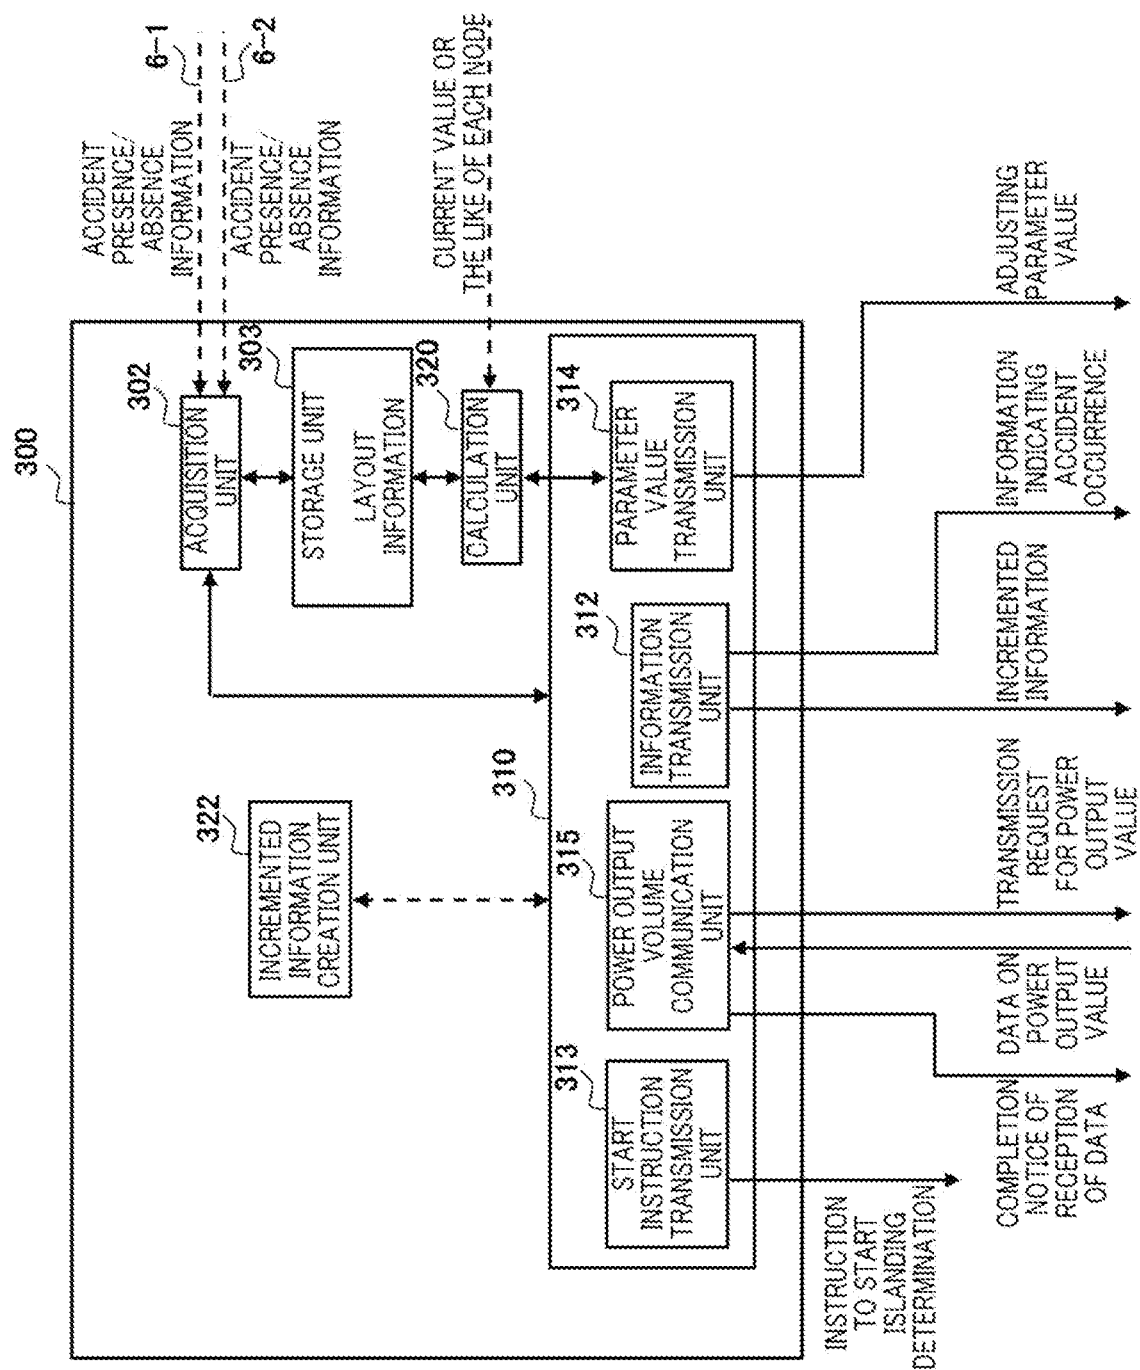 300
6-1
6-2
ACCIDENT
PRESENCE/
ABSENCE
INFORMATION
ACCIDENT
PRESENCE/
ABSENCE
INFORMATION
CURRENT VALUE OR
THE LIKE OF EACH NODE
302
ACQUISITION
UNIT
303
STORAGE UNIT
LAYOUT
INFORMATION
320
CALCULATION
UNIT
322
INCREMENTED
INFORMATION
CREATION UNIT
310
313
START
INSTRUCTION
TRANSMISSION
UNIT
315
POWER OUTPUT
VOLUME
COMMUNICATION
UNIT
312
INFORMATION
TRANSMISSION
UNIT
314
PARAMETER
VALUE
TRANSMISSION
UNIT
INSTRUCTION
TO START
ISLANDING
DETERMINATION
COMPLETION
NOTICE OF
RECEPTION
OF DATA
DATA ON
POWER
OUTPUT
VALUE
TRANSMISSION
REQUEST
FOR POWER
OUTPUT
VALUE
INCREMENTED
INFORMATION
INFORMATION
INDICATING
ACCIDENT
OCCURRENCE
ADJUSTING
PARAMETER
VALUE